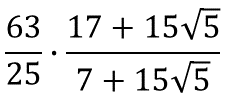 63/25 · (17 + 15√5)/(7 + 15√5)